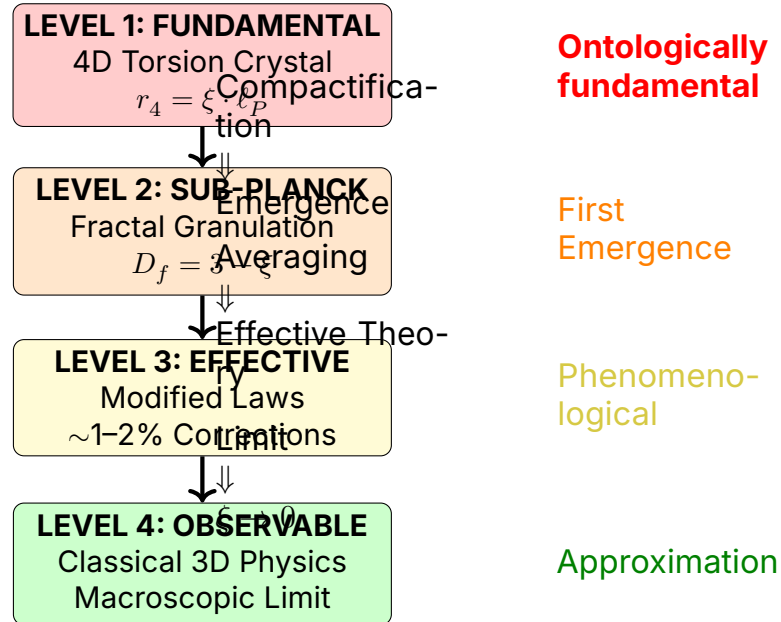 LEVEL 1: FUNDAMENTAL
4D Torsion Crystal
r₄ = ξ · ℓ_P
Ontologically
fundamental
Compactifica-
tion
⇓
Emergence
LEVEL 2: SUB-PLANCK
Fractal Granulation
D_f = 3 − ξ
First
Emergence
Averaging
⇓
Effective Theo-
ry
LEVEL 3: EFFECTIVE
Modified Laws
∼1–2% Corrections
Phenomeno-
logical
Limit
⇓
ξ → 0
LEVEL 4: OBSERVABLE
Classical 3D Physics
Macroscopic Limit
Approximation